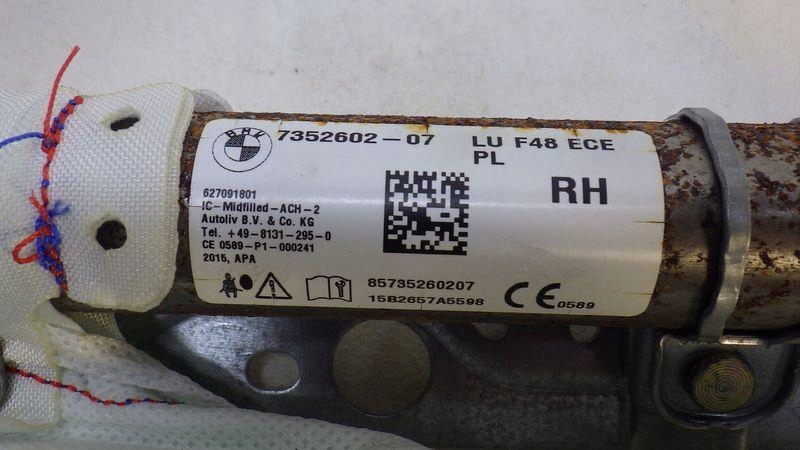 BMW
7352602-07 LU F48 ECE
PL
RH
627091801
IC-Midfilled-ACH-2
Autoliv B.V. & Co. KG
Tel. +49-8131-295-0
CE 0589-P1-000241
2015, APA
85735260207
15B2657A5598
CE 0589